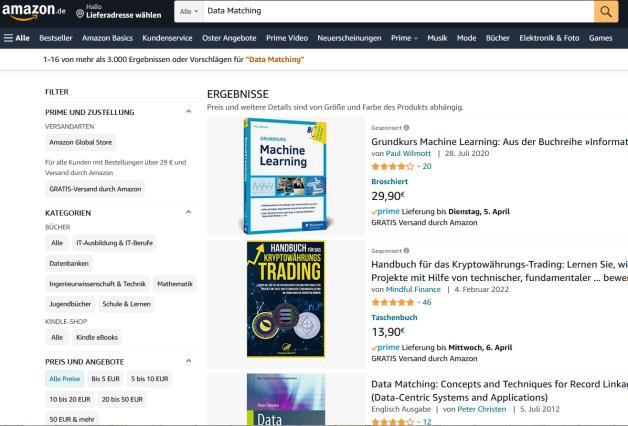 amazon.de
Hallo
Lieferadresse wählen
Alle
Data Matching
Alle Bestseller Amazon Basics Kundenservice Oster Angebote Prime Video Neuerscheinungen Prime Musik Mode Bücher Elektronik & Foto Games
1-16 von mehr als 3.000 Ergebnissen oder Vorschlägen für "Data Matching"
FILTER
PRIME UND ZUSTELLUNG
VERSANDARTEN
Amazon Global Store
Für alle Kunden mit Bestellungen über 29 € und
Versand durch Amazon
GRATIS-Versand durch Amazon
KATEGORIEN
BÜCHER
Alle IT-Ausbildung & IT-Berufe
Datenbanken
Ingenieurwissenschaft & Technik Mathematik
Jugendbücher Schule & Lernen
KINDLE-SHOP
Alle Kindle eBooks
PREIS UND ANGEBOTE
Alle Preise Bis 5 EUR 5 bis 10 EUR
10 bis 20 EUR 20 bis 50 EUR
50 EUR & mehr
ERGEBNISSE
Preis und weitere Details sind von Größe und Farbe des Produkts abhängig.
GRUNDKURS
Machine
Learning
Gesponsert
Grundkurs Machine Learning: Aus der Buchreihe »Informat
von Paul Wilmott | 28. Juli 2020
20
Broschiert
29,90€
prime Lieferung bis Dienstag, 5. April
GRATIS Versand durch Amazon
HANDBUCH FÜR DAS
KRYPTOWÄHRUNGS
TRADING
Gesponsert
Handbuch für das Kryptowährungs-Trading: Lernen Sie, wi
Projekte mit Hilfe von technischer, fundamentaler ... bewer
von Mindful Finance | 4. Februar 2022
46
Taschenbuch
13,90€
prime Lieferung bis Mittwoch, 6. April
GRATIS Versand durch Amazon
Data
Data Matching: Concepts and Techniques for Record Linkag
(Data-Centric Systems and Applications)
Englisch Ausgabe | von Peter Christen | 5. Juli 2012
12